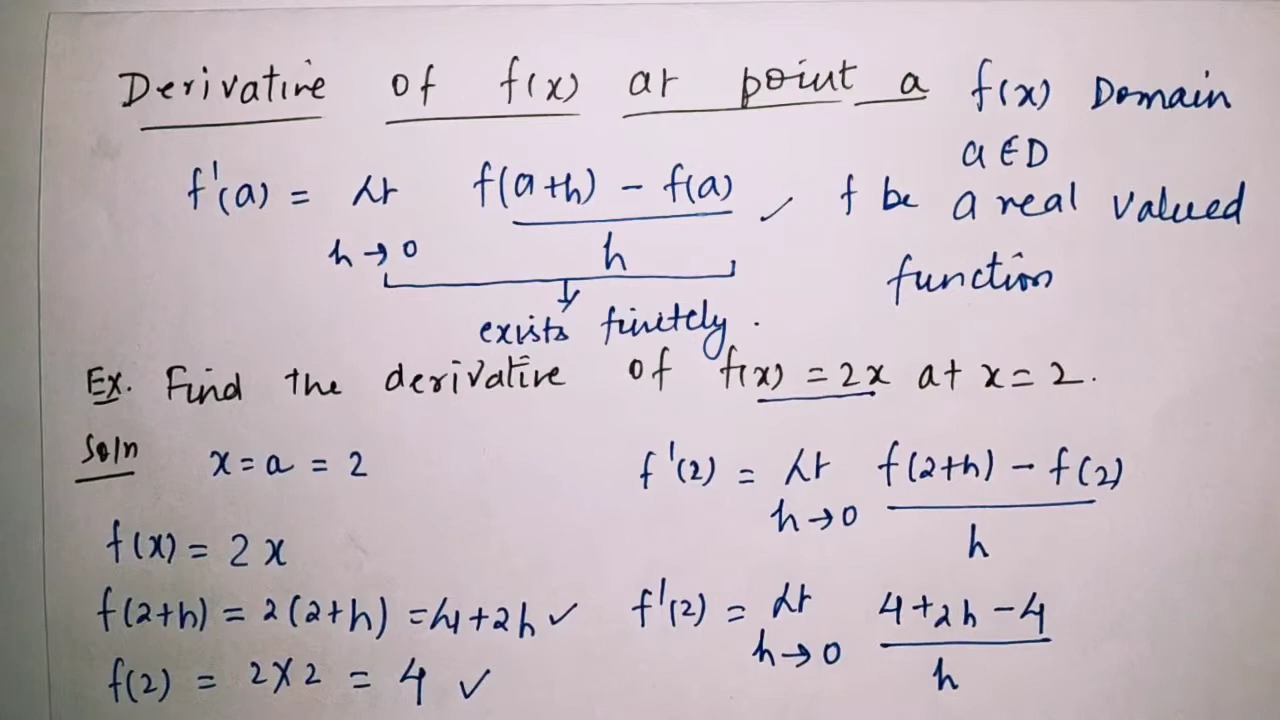 Derivative of f(x) at point a
f(x) Domain
a ∈ D
f'(a) = Lt h→0 f(a+h) - f(a) / h ✓
f be a real valued
function
exists finitely.
Ex. Find the derivative of f(x) = 2x at x = 2.
Soln x = a = 2
f(x) = 2x
f(2+h) = 2(2+h) = 4+2h ✓
f(2) = 2X2 = 4 ✓
f'(2) = Lt h→0 f(2+h) - f(2) / h
f'(2) = Lt h→0 4+2h-4 / h